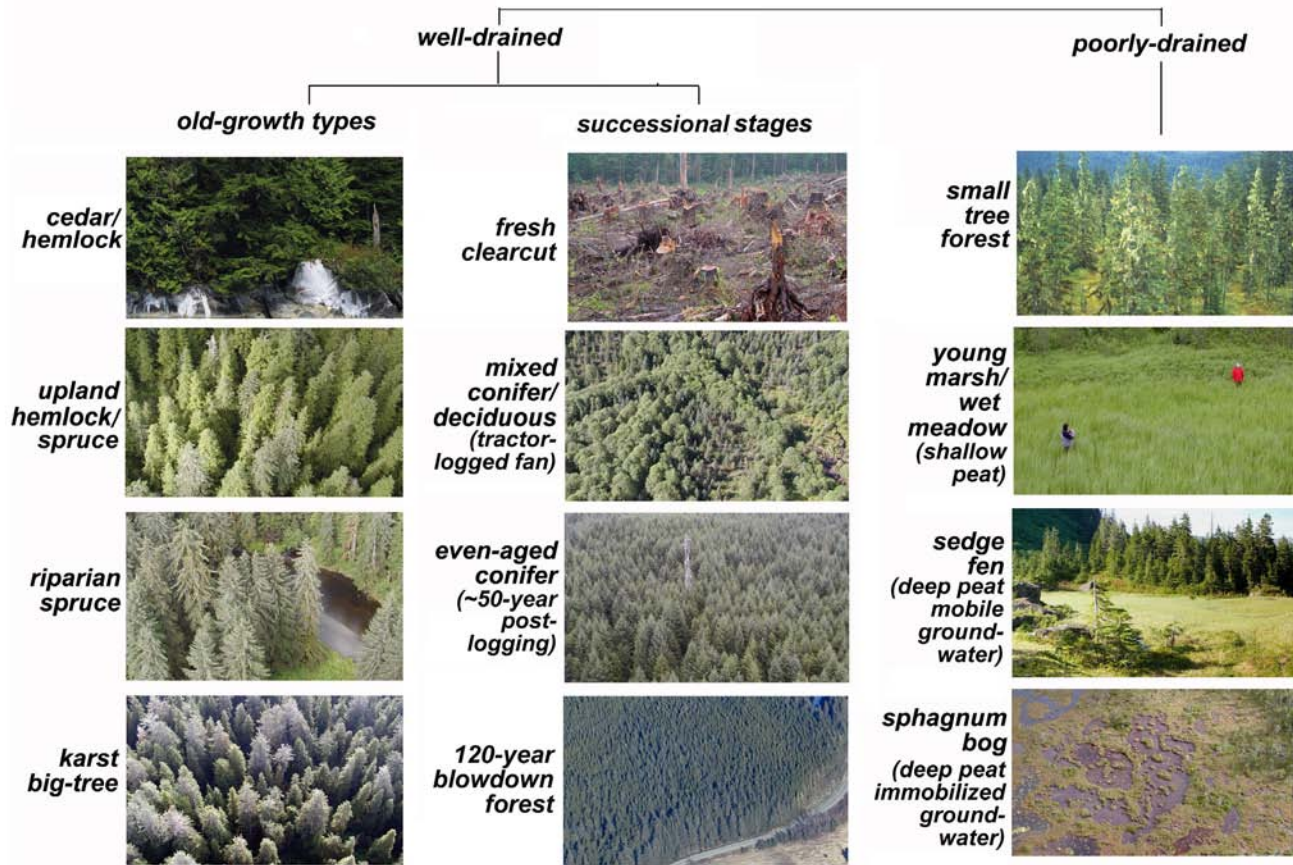 well-drained
poorly-drained
old-growth types
successional stages
cedar/
hemlock
upland
hemlock/
spruce
riparian
spruce
karst
big-tree
fresh
clearcut
mixed
conifer/
deciduous
(tractor-
logged fan)
even-aged
conifer
(~50-year
post-
logging)
120-year
blowdown
forest
small
tree
forest
young
marsh/
wet
meadow
(shallow
peat)
sedge
fen
(deep peat
mobile
ground-
water)
sphagnum
bog
(deep peat
immobilized
ground-
water)